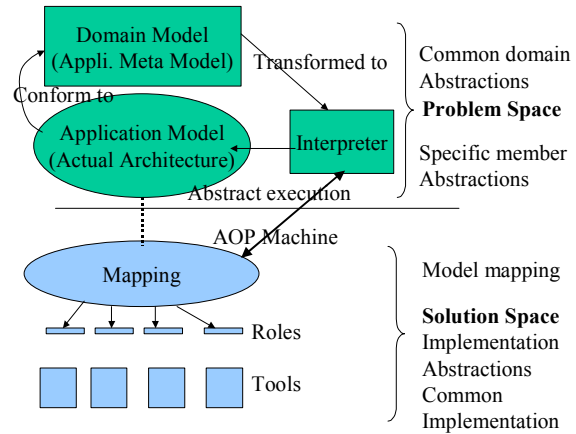 Domain Model
(Appli. Meta Model)
Transformed to
Conform to
Application Model
(Actual Architecture)
Interpreter
Abstract execution
Common domain
Abstractions
Problem Space
Specific member
Abstractions
AOP Machine
Mapping
Roles
Tools
Model mapping
Solution Space
Implementation
Abstractions
Common
Implementation